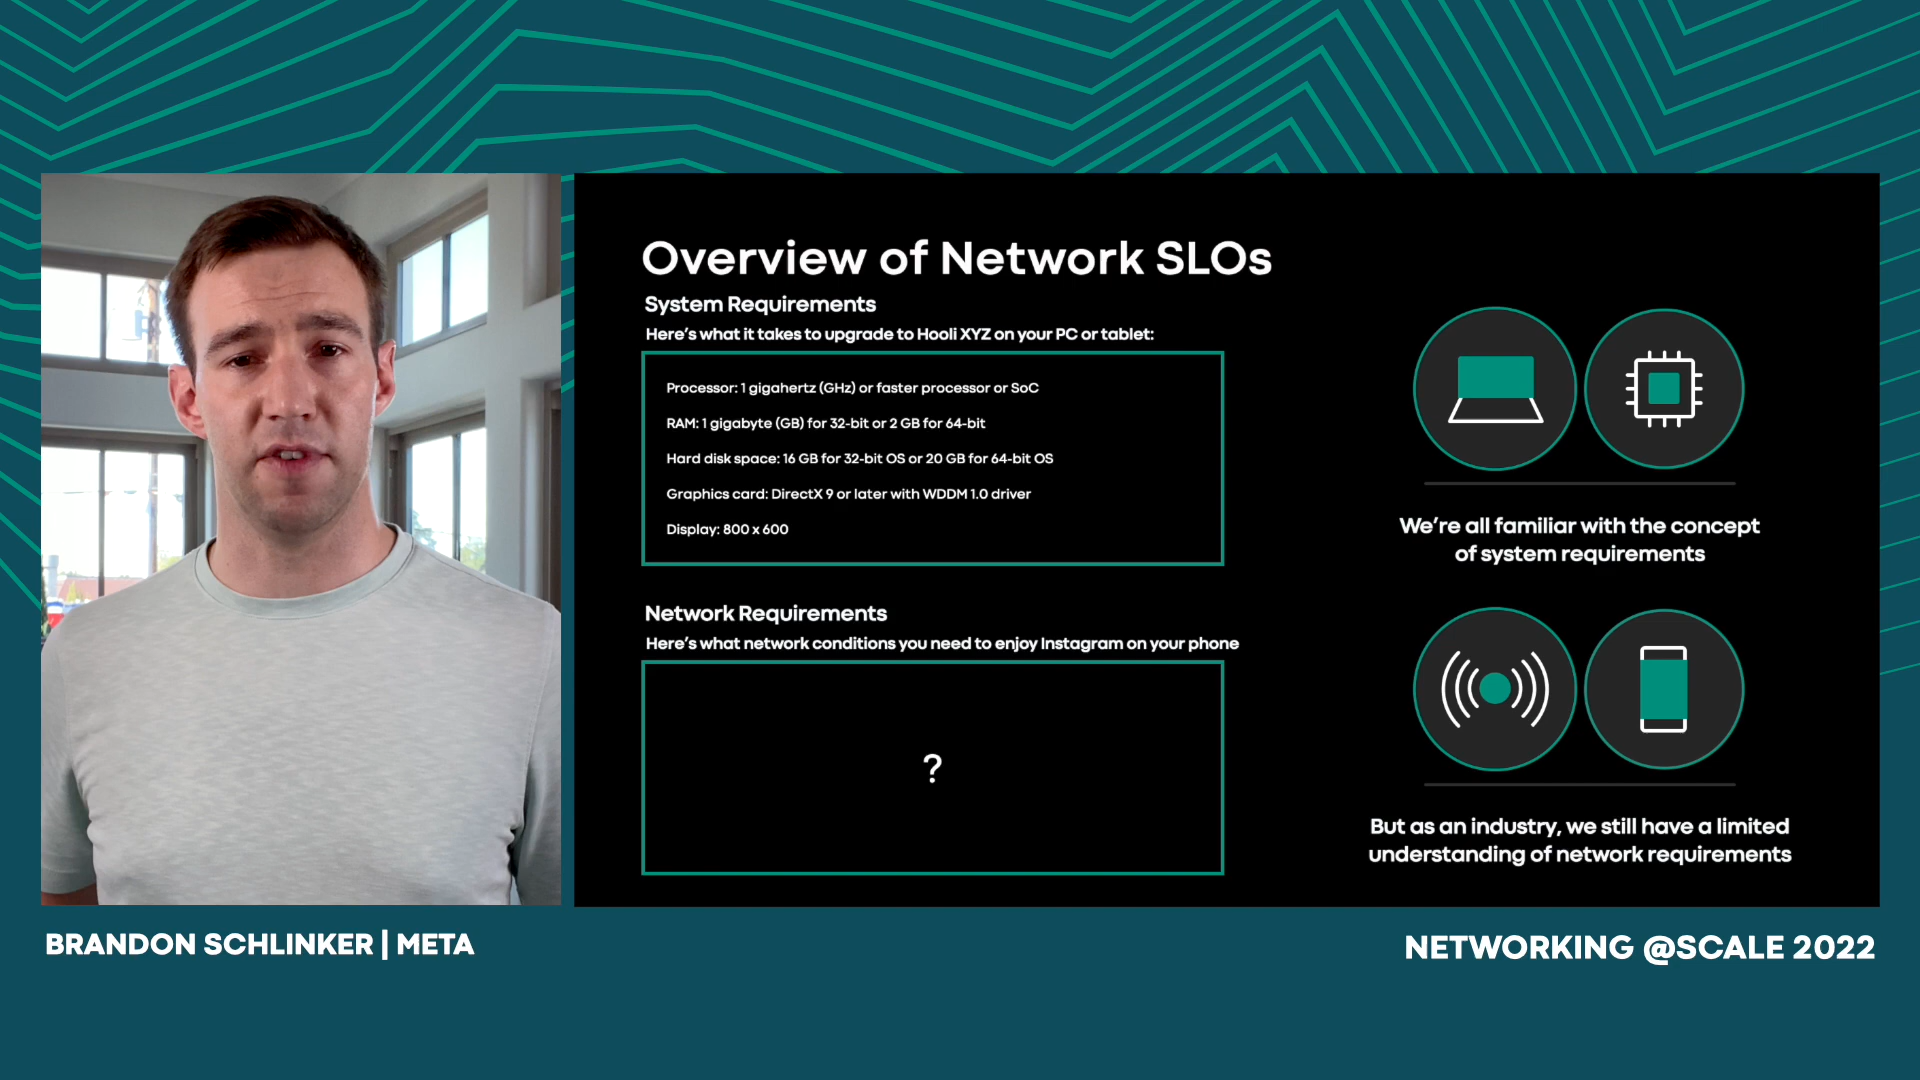 Overview of Network SLOs
System Requirements
Here's what it takes to upgrade to Hooli XYZ on your PC or tablet:
Processor: 1 gigahertz (GHz) or faster processor or SoC
RAM: 1 gigabyte (GB) for 32-bit or 2 GB for 64-bit
Hard disk space: 16 GB for 32-bit OS or 20 GB for 64-bit OS
Graphics card: DirectX 9 or later with WDDM 1.0 driver
Display: 800 x 600
We're all familiar with the concept
of system requirements
Network Requirements
Here's what network conditions you need to enjoy Instagram on your phone
?
But as an industry, we still have a limited
understanding of network requirements
BRANDON SCHLINKER | META
NETWORKING @SCALE 2022